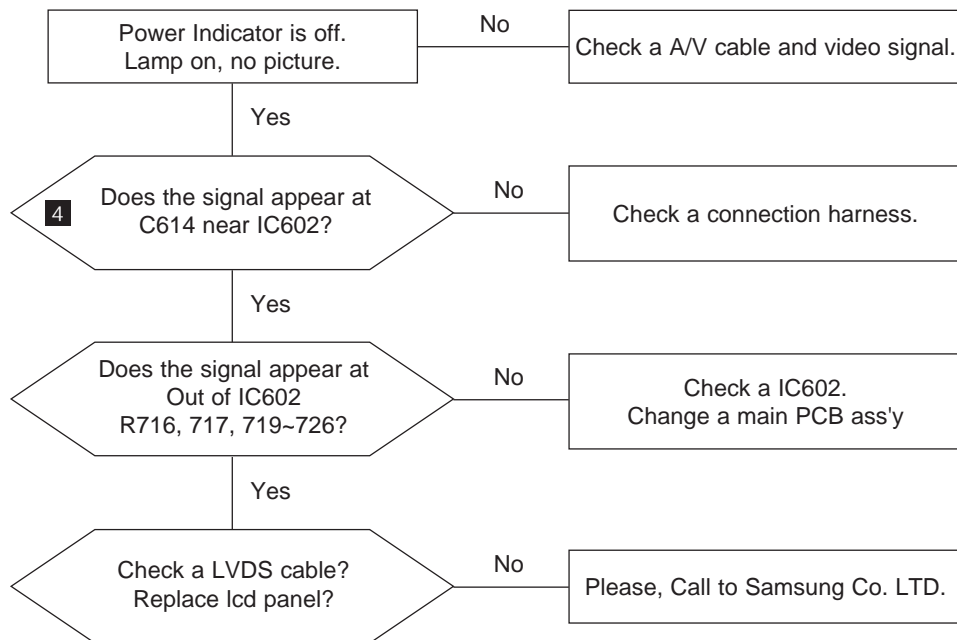 Power Indicator is off.
Lamp on, no picture.
No
Check a A/V cable and video signal.
Yes
4
Does the signal appear at
C614 near IC602?
No
Check a connection harness.
Yes
Does the signal appear at
Out of IC602
R716, 717, 719~726?
No
Check a IC602.
Change a main PCB ass'y
Yes
Check a LVDS cable?
Replace lcd panel?
No
Please, Call to Samsung Co. LTD.